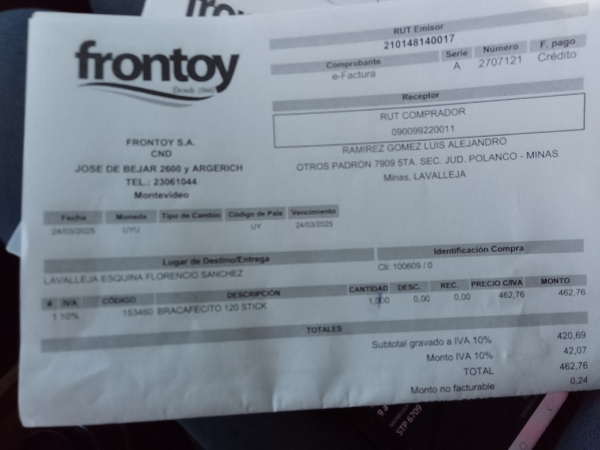 frontoy
Desde 1940
FRONTOY S.A.
CND
JOSE DE BEJAR 2600 y ARGERICH
TEL.: 23061044
Montevideo
RUT Emisor
210148140017
Comprobante Serie Número F. pago
e-Factura A 2707121 Crédito
Receptor
RUT COMPRADOR
090099220011
RAMIREZ GOMEZ LUIS ALEJANDRO
OTROS PADRON 7909 5TA. SEC. JUD. POLANCO - MINAS
Minas, LAVALLEJA
Fecha Moneda Tipo de Cambio Código de País Vencimiento
24/03/2025 UYU UY 24/03/2025
Lugar de Destino/Entrega Identificación Compra
LAVALLEJA ESQUINA FLORENCIO SANCHEZ Cli: 100609 / 0
# IVA CÓDIGO DESCRIPCIÓN CANTIDAD DESC. REC. PRECIO C/IVA MONTO
1 10% 153460 BRACAFECITO 120 STICK 1,000 0,00 0,00 462,76 462,76
TOTALES
Subtotal gravado a IVA 10% 420,69
Monto IVA 10% 42,07
TOTAL 462,76
Monto no facturable 0,24
STP 6709